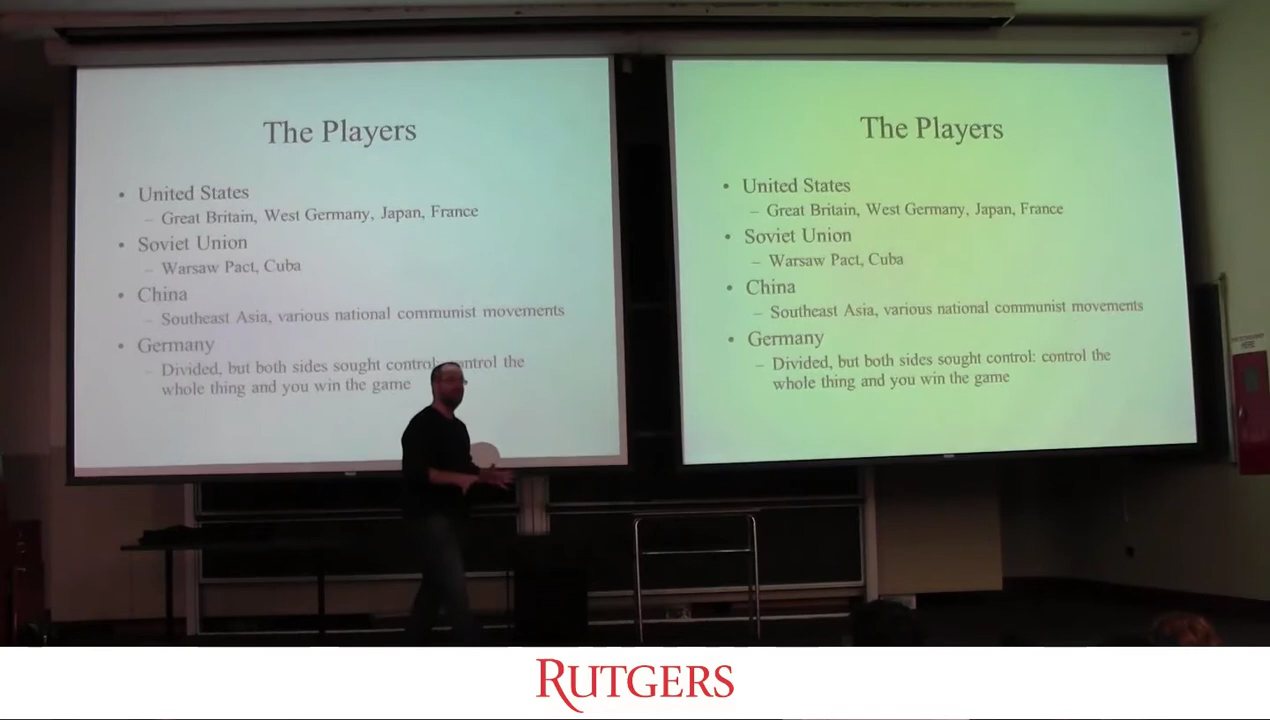 The Players
• United States
– Great Britain, West Germany, Japan, France
• Soviet Union
– Warsaw Pact, Cuba
• China
– Southeast Asia, various national communist movements
• Germany
– Divided, but both sides sought control: control the
whole thing and you win the game
The Players
• United States
– Great Britain, West Germany, Japan, France
• Soviet Union
– Warsaw Pact, Cuba
• China
– Southeast Asia, various national communist movements
• Germany
– Divided, but both sides sought control: control the
whole thing and you win the game
RUTGERS